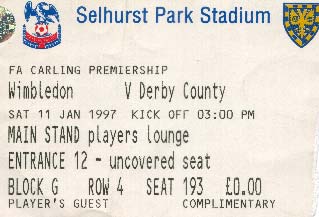 Selhurst Park Stadium
FA CARLING PREMIERSHIP
Wimbledon V Derby County
SAT 11 JAN 1997 KICK OFF 03:00 PM
MAIN STAND players lounge
ENTRANCE 12 - uncovered seat
BLOCK G ROW 4 SEAT 193 £0.00
PLAYER'S GUEST COMPLIMENTARY